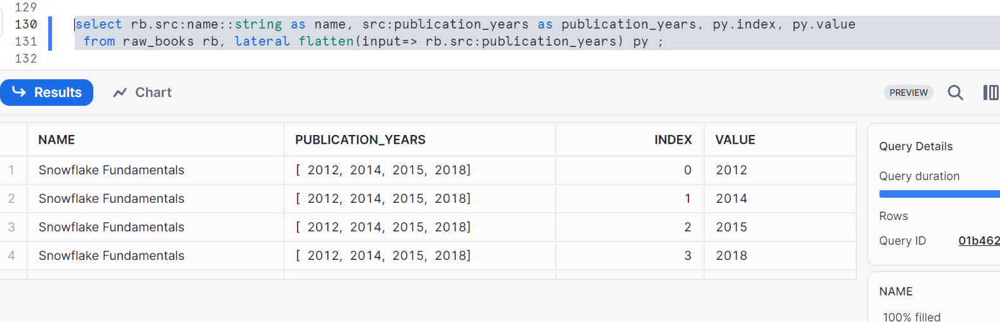 129
130 select rb.src:name::string as name, src:publication_years as publication_years, py.index, py.value
131 from raw_books rb, lateral flatten(input=> rb.src:publication_years) py ;
132
Results Chart PREVIEW
NAME PUBLICATION_YEARS INDEX VALUE
1 Snowflake Fundamentals [ 2012, 2014, 2015, 2018] 0 2012
2 Snowflake Fundamentals [ 2012, 2014, 2015, 2018] 1 2014
3 Snowflake Fundamentals [ 2012, 2014, 2015, 2018] 2 2015
4 Snowflake Fundamentals [ 2012, 2014, 2015, 2018] 3 2018
Query Details
Query duration
Rows
Query ID 01b462
NAME
100% filled